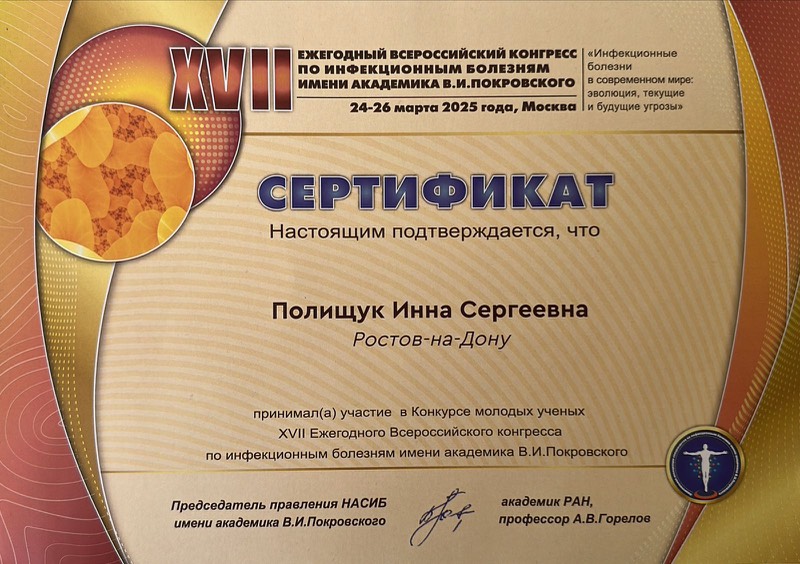 XVII
ЕЖЕГОДНЫЙ ВСЕРОССИЙСКИЙ КОНГРЕСС
ПО ИНФЕКЦИОННЫМ БОЛЕЗНЯМ
ИМЕНИ АКАДЕМИКА В.И.ПОКРОВСКОГО
24-26 марта 2025 года, Москва
«Инфекционные
болезни
в современном мире:
эволюция, текущие
и будущие угрозы»
СЕРТИФИКАТ
Настоящим подтверждается, что
Полищук Инна Сергеевна
Ростов-на-Дону
принимал(а) участие в Конкурсе молодых ученых
XVII Ежегодного Всероссийского конгресса
по инфекционным болезням имени академика В.И.Покровского
Председатель правления НАСИБ
имени академика В.И.Покровского
академик РАН,
профессор А.В.Горелов